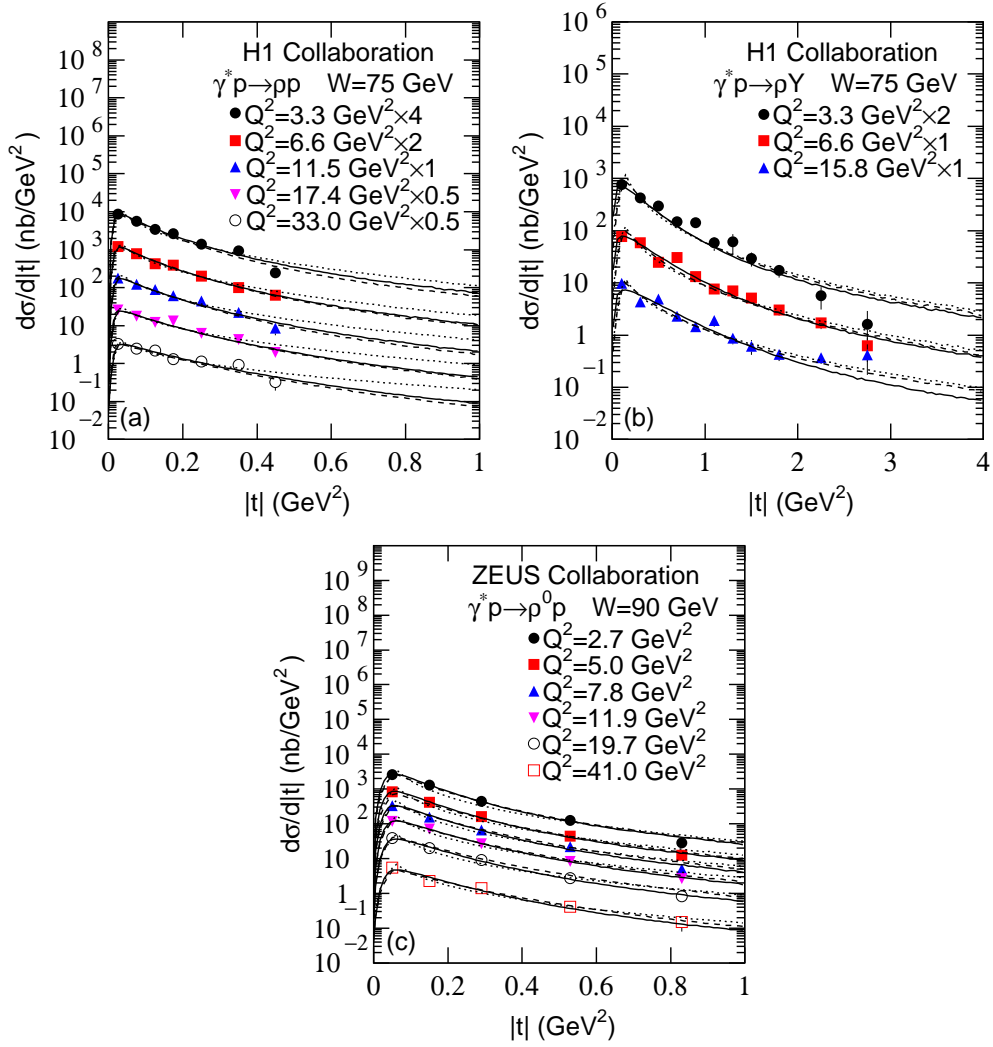 H1 Collaboration
γ*p→ρp W=75 GeV
Q²=3.3 GeV²×4
Q²=6.6 GeV²×2
Q²=11.5 GeV²×1
Q²=17.4 GeV²×0.5
Q²=33.0 GeV²×0.5
dσ/d|t| (nb/GeV²)
10⁸
10⁷
10⁶
10⁵
10⁴
10³
10²
10
1
10⁻¹
10⁻²
(a)
0 0.2 0.4 0.6 0.8 1
|t| (GeV²)
H1 Collaboration
γ*p→ρY W=75 GeV
Q²=3.3 GeV²×2
Q²=6.6 GeV²×1
Q²=15.8 GeV²×1
dσ/d|t| (nb/GeV²)
10⁶
10⁵
10⁴
10³
10²
10
1
10⁻¹
10⁻²
(b)
0 1 2 3 4
|t| (GeV²)
ZEUS Collaboration
γ*p→ρ⁰p W=90 GeV
Q²=2.7 GeV²
Q²=5.0 GeV²
Q²=7.8 GeV²
Q²=11.9 GeV²
Q²=19.7 GeV²
Q²=41.0 GeV²
dσ/d|t| (nb/GeV²)
10⁹
10⁸
10⁷
10⁶
10⁵
10⁴
10³
10²
10
1
10⁻¹
10⁻²
(c)
0 0.2 0.4 0.6 0.8 1
|t| (GeV²)